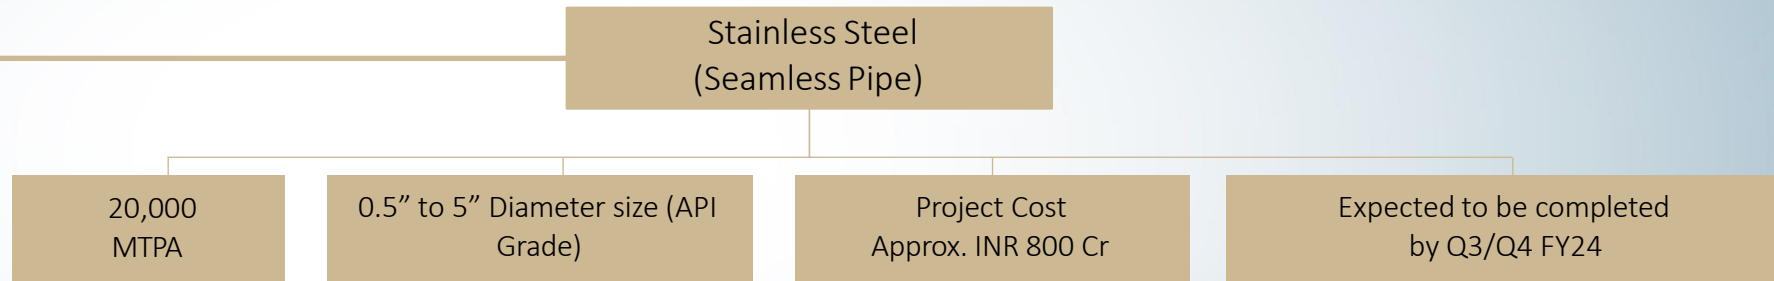 Stainless Steel
(Seamless Pipe)
20,000
MTPA
0.5” to 5” Diameter size (API
Grade)
Project Cost
Approx. INR 800 Cr
Expected to be completed
by Q3/Q4 FY24